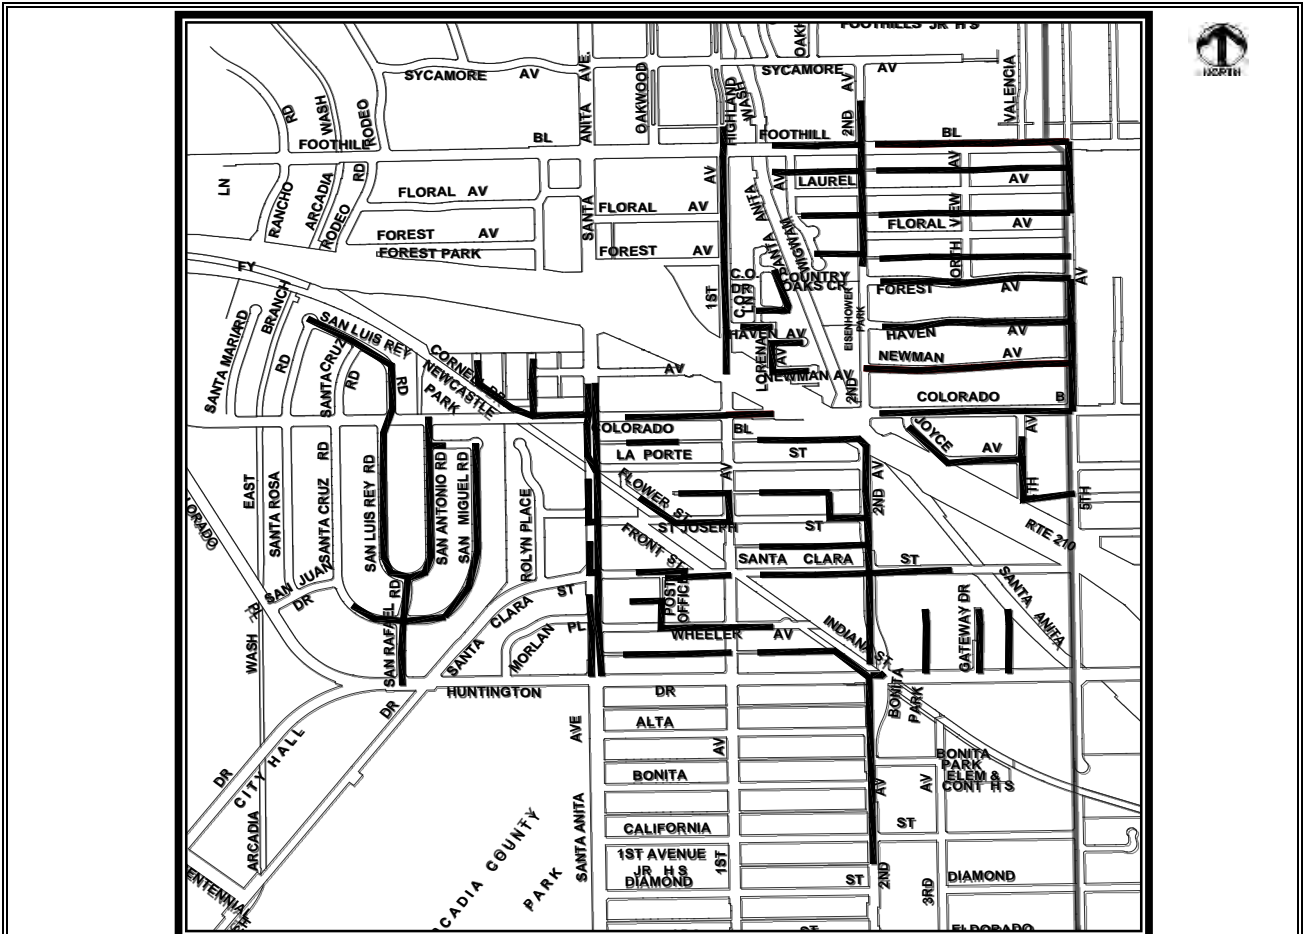 FOOTHILLS JR H S
NORTH
SYCAMORE AV
AVE.
SYCAMORE AV
OAKWOOD
HIGHLAND
WASH
VALENCIA
RD
WASH
RODEO
ANITA
2ND AV
FOOTHILL BL
FOOTHILL BL
LN
RANCHO
ARCADIA
RODEO RD
FLORAL AV
FLORAL AV
SANTA
AV
ANITA
LAUREL AV
AV
AV
FLORAL AV
VIEW
FOREST AV
FOREST PARK
FOREST AV
WIGWAM
FY
BRANCH
1ST
C.O.
DR
C.O.
LN
COUNTRY
OAKS CR
EISENHOWER
PARK
FOREST AV
AV
SANTA MARIA RD
RD
SAN LUIS REY
RD
SANTA CRUZ
RD
NEWCASTLE
PARK
HAVEN AV
LORENA AV
NEWMAN AV
HAVEN AV
NEWMAN AV
AV
2ND
COLORADO B
COLORADO BL
LA PORTE ST
JOYCE AV
AV
EAST
SANTA ROSA
SANTA CRUZ RD
SAN LUIS REY RD
SAN ANTONIO RD
SAN MIGUEL RD
ROLYN PLACE
FLOWER ST
AV
2ND AV
TH
5TH
ST JOSEPH ST
FRONT ST
RTE 210
SANTA CLARA ST
SAN JUAN
DR
SAN RAFAEL RD
SANTA CLARA ST
MORLAN PL
POST
OFFICE
WHEELER AV
INDIANA ST
GATEWAY DR
SANTA ANITA
WASH
HUNTINGTON DR
BONITA
PARK
DR
DR
CITY HALL
ARCADIA
AVE
SANTA ANITA
ALTA
AV
BONITA
BONITA
PARK
ELEM &
CONT H S
AV
AV
CALIFORNIA ST
1ST AVENUE
JR H S
DIAMOND ST
1ST
2ND
3RD
DIAMOND
COUNTY
PARK